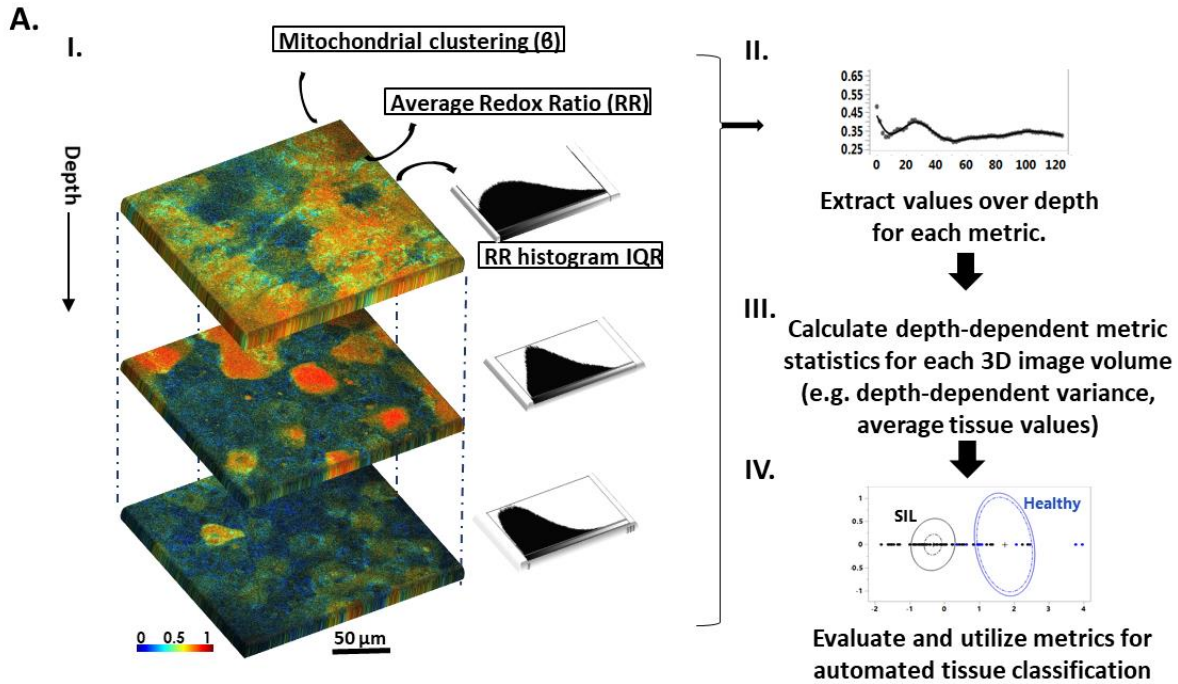 A.
I.
Mitochondrial clustering (β)
Average Redox Ratio (RR)
Depth
RR histogram IQR
0 0.5 1
50 µm
II.
0.65
0.55
0.45
0.35
0.25
0 20 40 60 80 100 120
Extract values over depth
for each metric.
III.
Calculate depth-dependent metric
statistics for each 3D image volume
(e.g. depth-dependent variance,
average tissue values)
IV.
SIL
Healthy
1
0.5
0
-0.5
-1
-2 -1 0 1 2 3 4
Evaluate and utilize metrics for
automated tissue classification